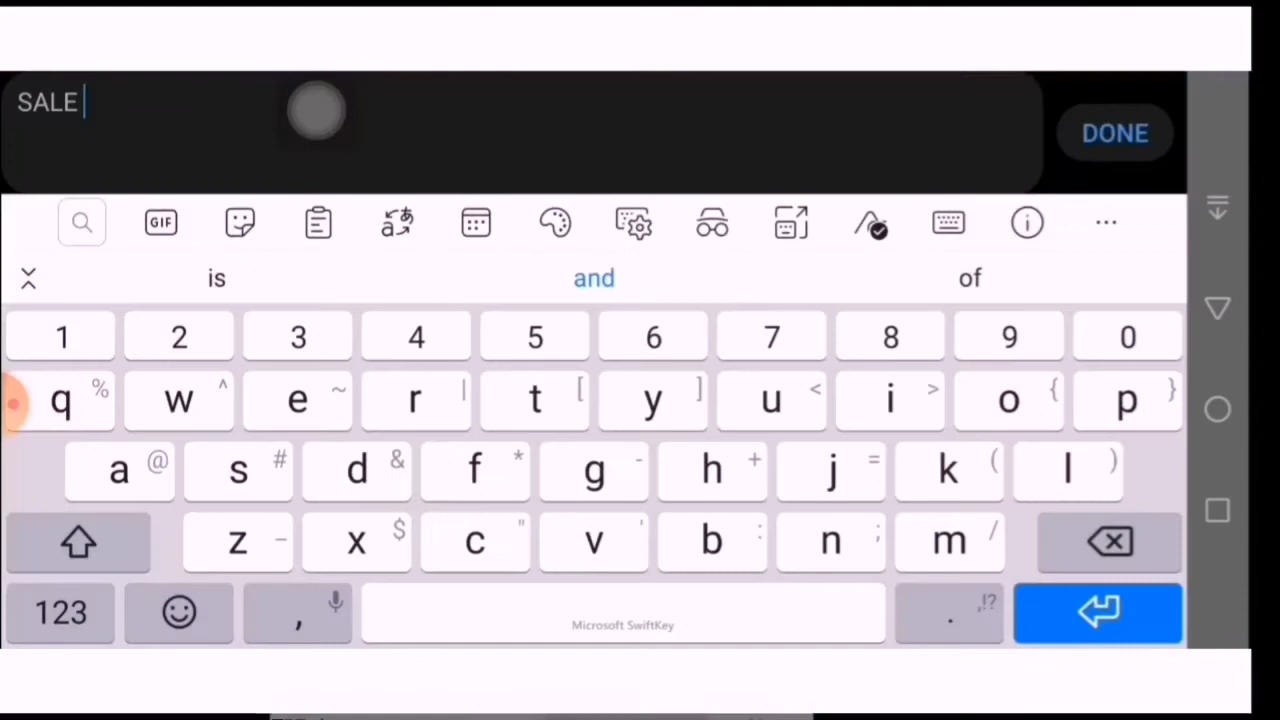 SALE
DONE
GIF
is and of
1 2 3 4 5 6 7 8 9 0
q % w ^ e ~ r | t [ y ] u < i > o { p }
a @ s # d & f * g - h + j = k ( l )
z _ x $ c " v ' b : n ; m /
123 , Microsoft SwiftKey . ,!?